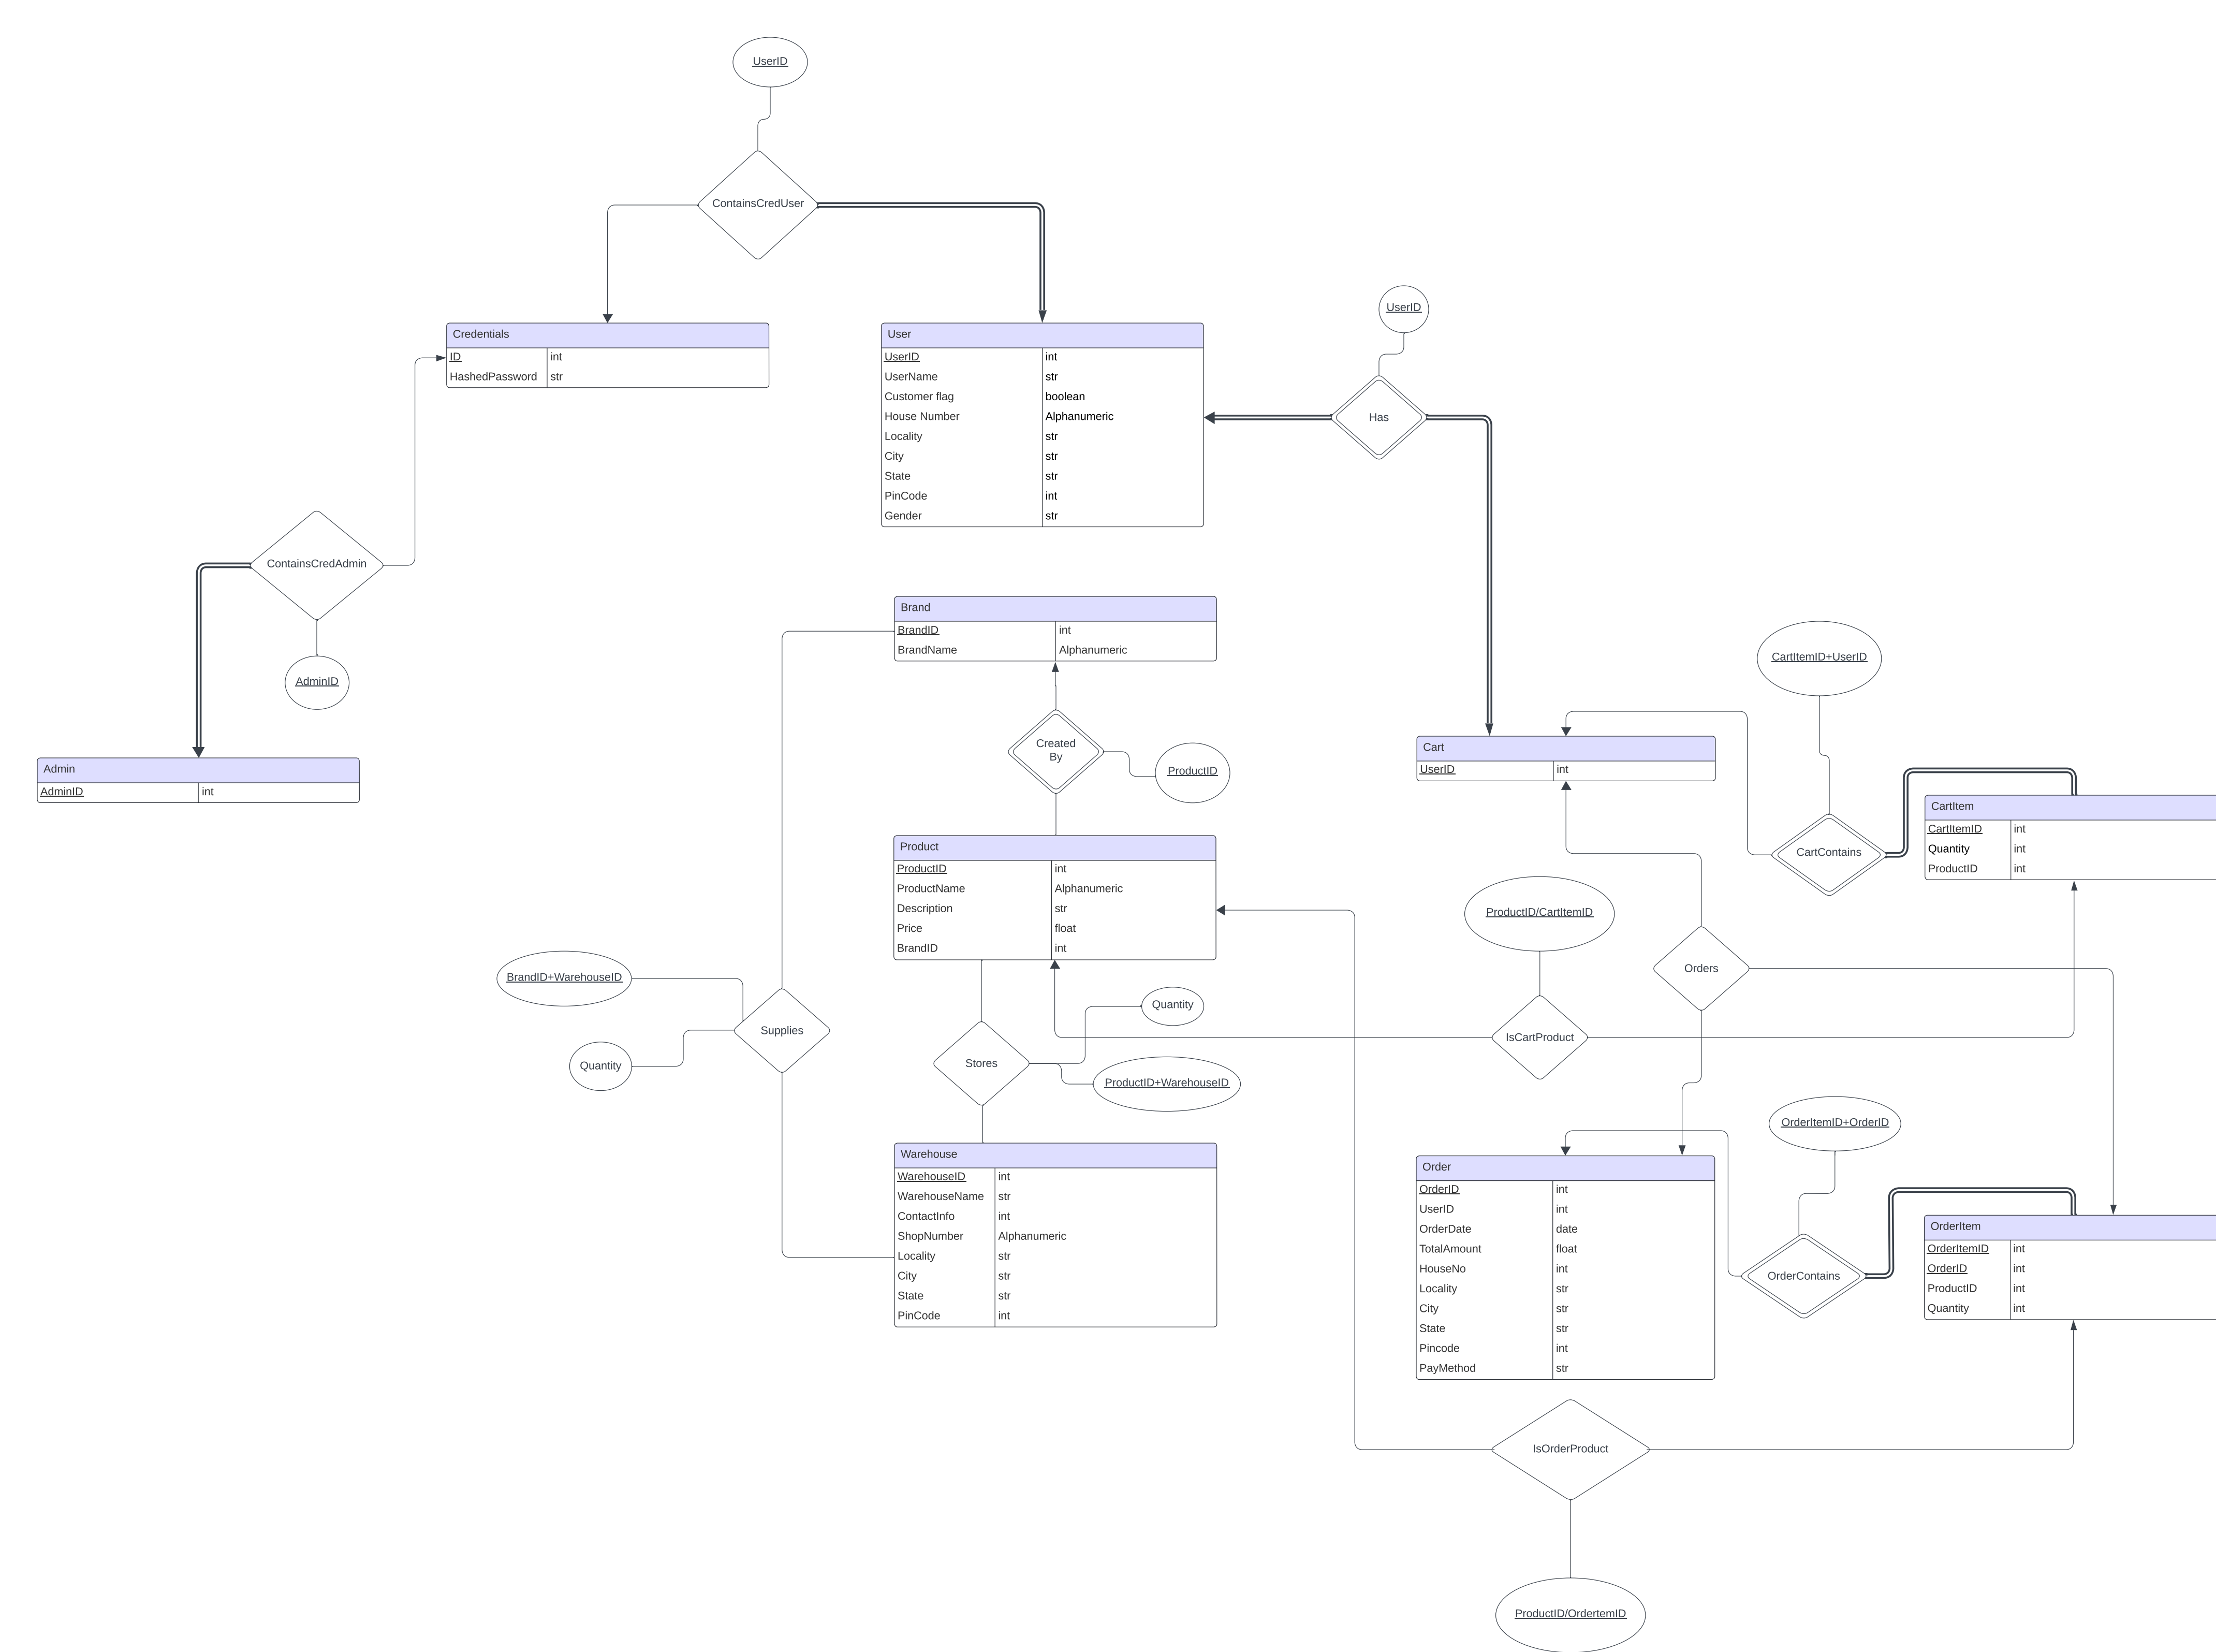 UserID
ContainsCredUser
Credentials
ID int
HashedPassword str
User
UserID int
UserName str
Customer flag boolean
House Number Alphanumeric
Locality str
City str
State str
PinCode int
Gender str
UserID
Has
ContainsCredAdmin
AdminID
Admin
AdminID int
Brand
BrandID int
BrandName Alphanumeric
Created
By
ProductID
Product
ProductID int
ProductName Alphanumeric
Description str
Price float
BrandID int
BrandID+WarehouseID
Quantity
Supplies
Stores
Quantity
ProductID+WarehouseID
Warehouse
WarehouseID int
WarehouseName str
ContactInfo int
ShopNumber Alphanumeric
Locality str
City str
State str
PinCode int
Cart
UserID int
CartItemID+UserID
CartContains
CartItem
CartItemID int
Quantity int
ProductID int
ProductID/CartItemID
IsCartProduct
Orders
Order
OrderID int
UserID int
OrderDate date
TotalAmount float
HouseNo int
Locality str
City str
State str
Pincode int
PayMethod str
OrderItemID+OrderID
OrderContains
OrderItem
OrderItemID int
OrderID int
ProductID int
Quantity int
IsOrderProduct
ProductID/OrdertemID